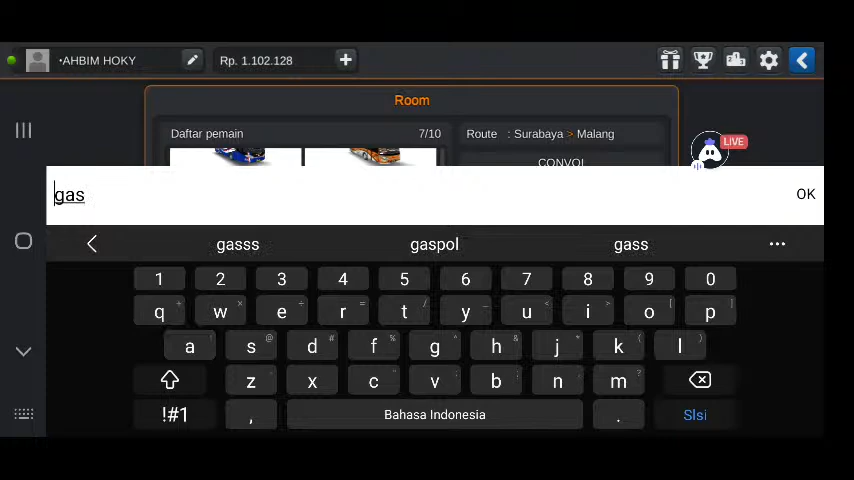 •AHBIM HOKY
Rp. 1.102.128
Room
Daftar pemain 7/10
Route : Surabaya > Malang
CONVOI
LIVE
gas
OK
gasss gaspol gass
1 2 3 4 5 6 7 8 9 0
q w e r t y u i o p
a s d f g h j k l
z x c v b n m
!#1 , Bahasa Indonesia . Slsi